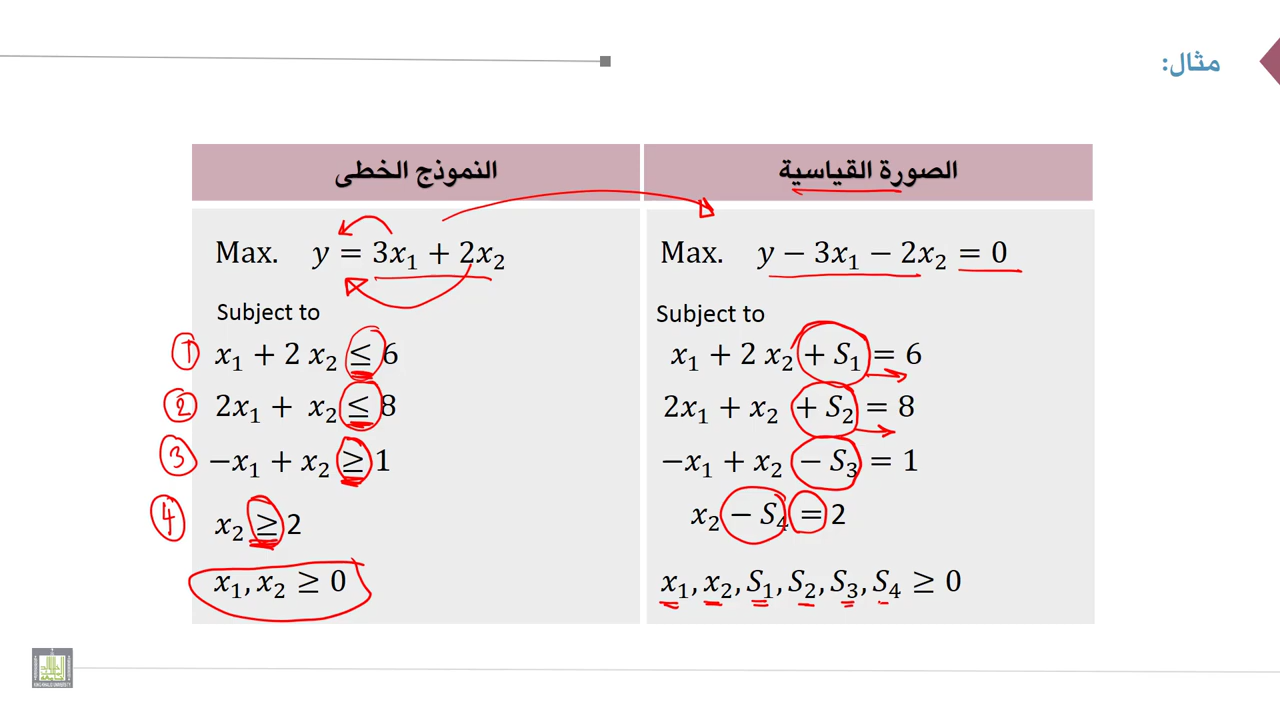 مثال:
الصورة القياسية
النموذج الخطى
Max. y = 3x₁ + 2x₂
Subject to
① x₁ + 2 x₂ ≤ 6
② 2x₁ + x₂ ≤ 8
③ −x₁ + x₂ ≥ 1
④ x₂ ≥ 2
x₁, x₂ ≥ 0
Max. y − 3x₁ − 2x₂ = 0
Subject to
x₁ + 2 x₂ + S₁ = 6
2x₁ + x₂ + S₂ = 8
−x₁ + x₂ − S₃ = 1
x₂ − S₄ = 2
x₁, x₂, S₁, S₂, S₃, S₄ ≥ 0